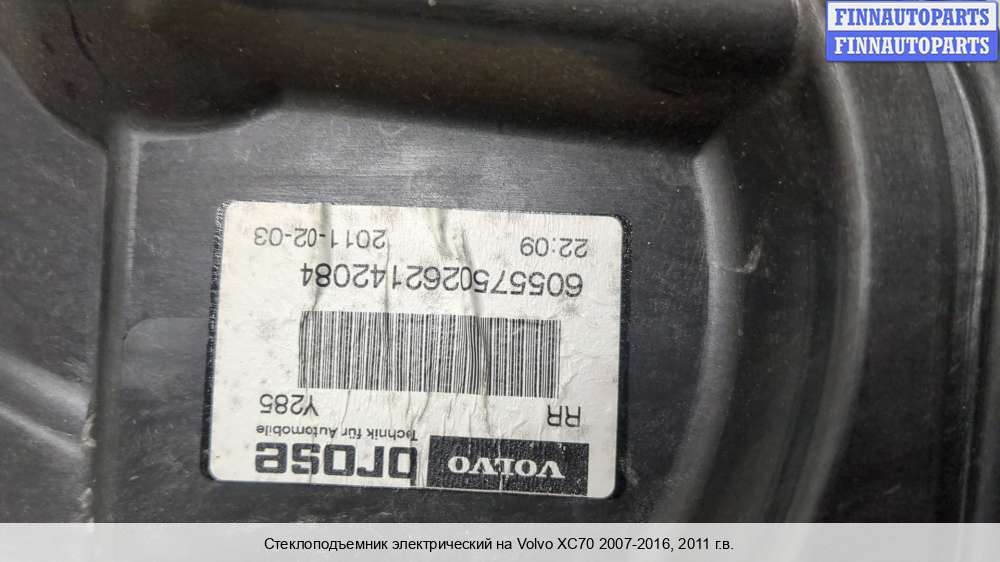 FINNAUTOPARTS
FINNAUTOPARTS
VOLVO brose
Technik für Automobile
RR Y285
6055750262142084
22:09 2011-02-03
Стеклоподъемник электрический на Volvo XC70 2007-2016, 2011 г.в.